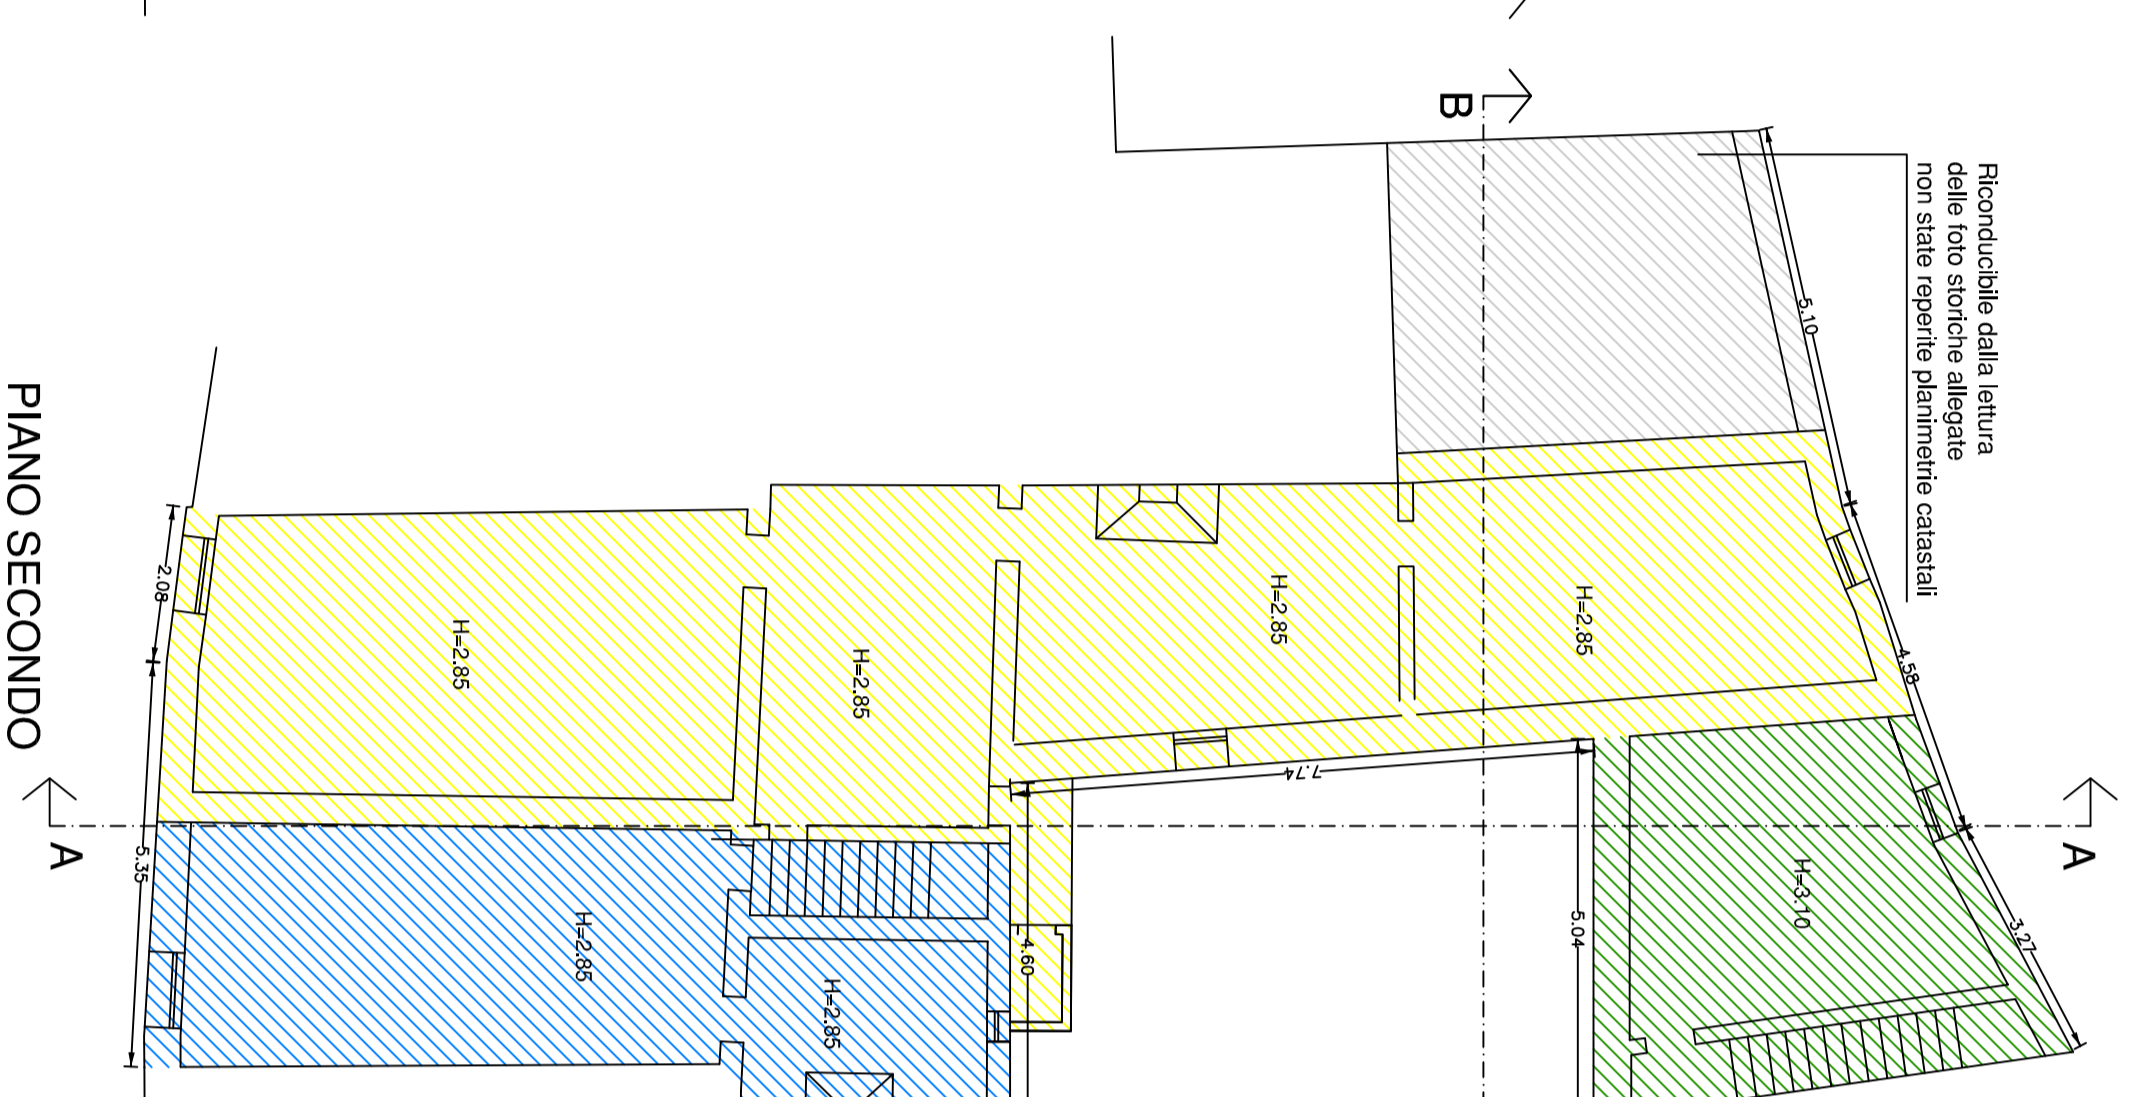 PIANO SECONDO
Riconducibile dalla lettura
delle foto storiche allegate
non state reperite planimetrie catastali
B
5.10
2.08
H=2.85
H=2.85
H=2.85
H=2.85
4.58
7.74
A
A
5.35
H=2.85
H=2.85
4.60
5.04
H=3.10
3.27